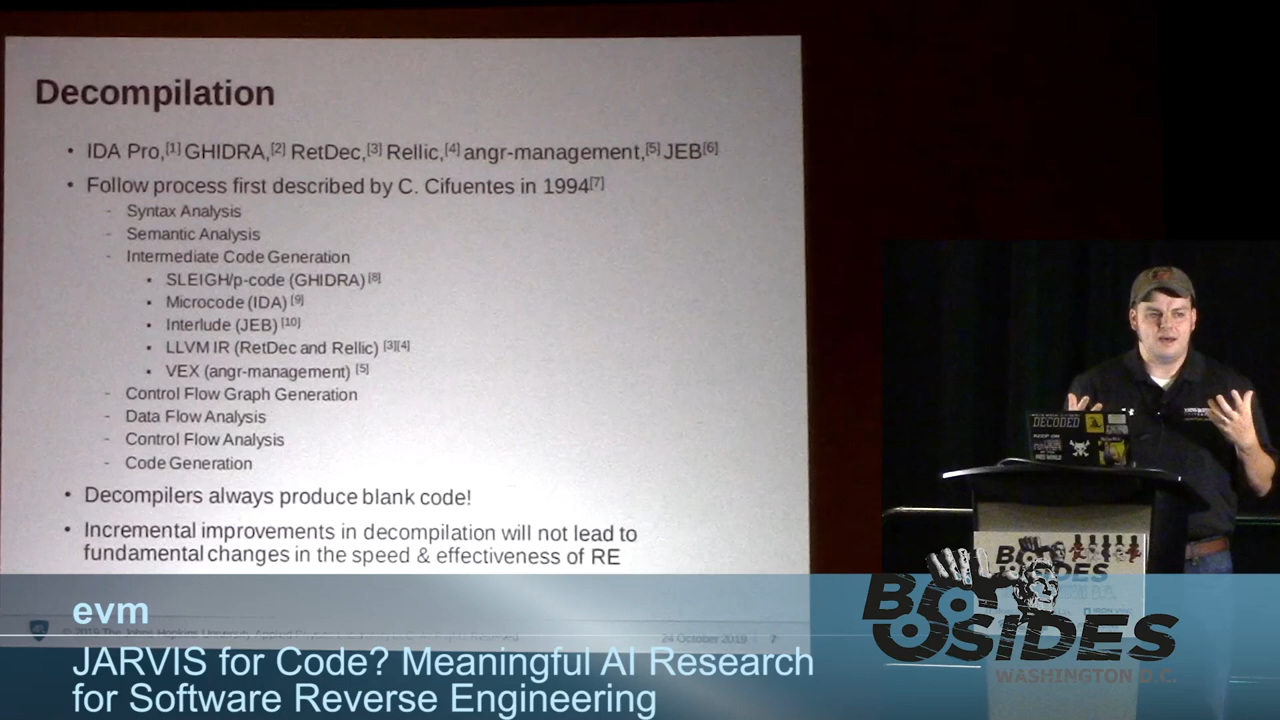 Decompilation
• IDA Pro,[1] GHIDRA,[2] RetDec,[3] Rellic,[4] angr-management,[5] JEB[6]
• Follow process first described by C. Cifuentes in 1994[7]
- Syntax Analysis
- Semantic Analysis
- Intermediate Code Generation
• SLEIGH/p-code (GHIDRA) [8]
• Microcode (IDA) [9]
• Interlude (JEB) [10]
• LLVM IR (RetDec and Rellic) [3][4]
• VEX (angr-management) [5]
- Control Flow Graph Generation
- Data Flow Analysis
- Control Flow Analysis
- Code Generation
• Decompilers always produce blank code!
• Incremental improvements in decompilation will not lead to
fundamental changes in the speed & effectiveness of RE
24 October 2019 7
DECODED
BSIDES
evm
JARVIS for Code? Meaningful AI Research
for Software Reverse Engineering
BSIDES
WASHINGTON D.C.